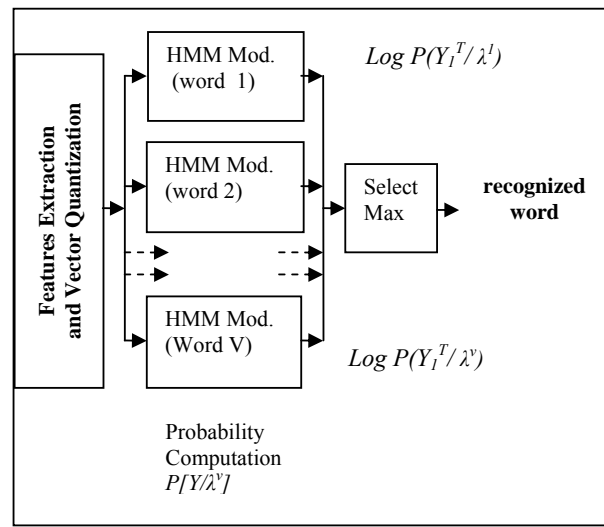 Features Extraction
and Vector Quantization
HMM Mod.
(word 1)
Log P(Y₁ᵀ/λ¹)
HMM Mod.
(word 2)
Select
Max
recognized
word
HMM Mod.
(Word V)
Log P(Y₁ᵀ/λᵛ)
Probability
Computation
P[Y/λᵛ]